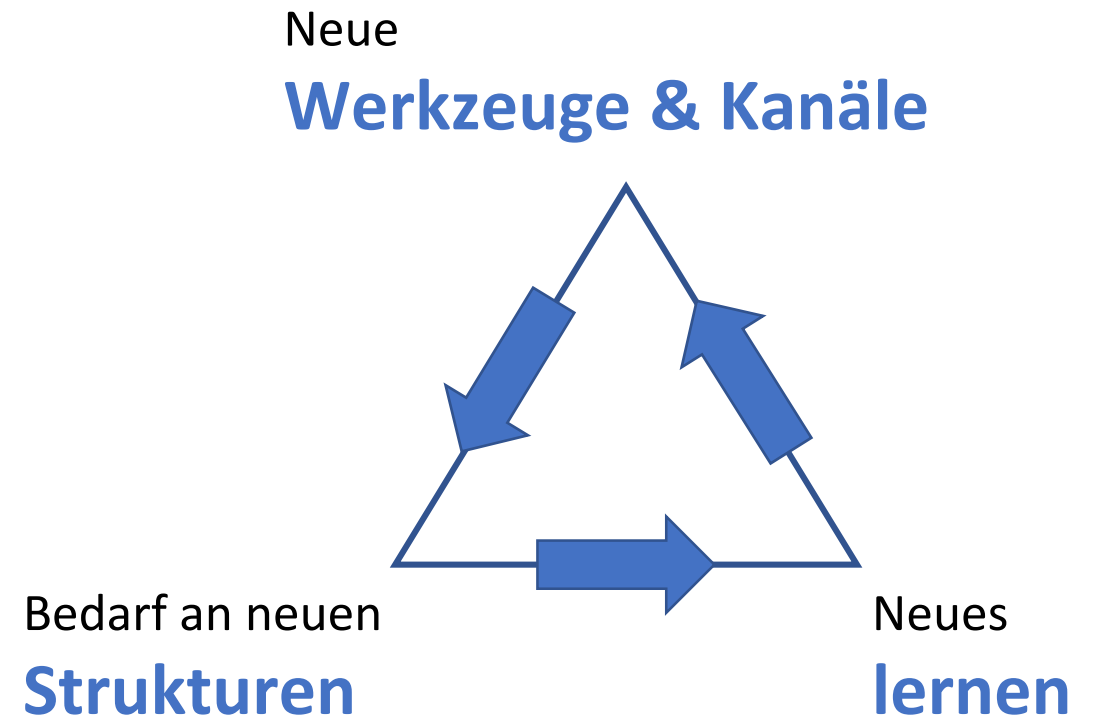 Neue
Werkzeuge & Kanäle
Bedarf an neuen
Strukturen
Neues
lernen